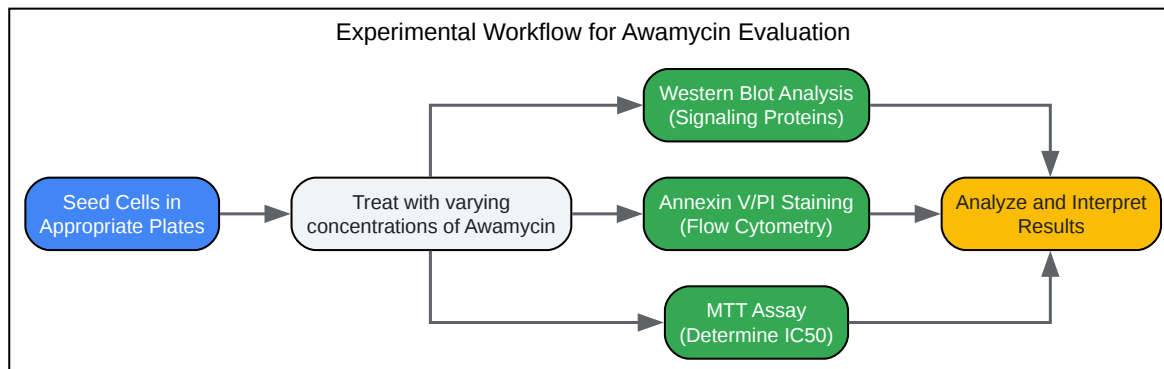 Experimental Workflow for Awamycin Evaluation
Seed Cells in
Appropriate Plates
Treat with varying
concentrations of Awamycin
Western Blot Analysis
(Signaling Proteins)
Annexin V/PI Staining
(Flow Cytometry)
MTT Assay
(Determine IC50)
Analyze and Interpret
Results